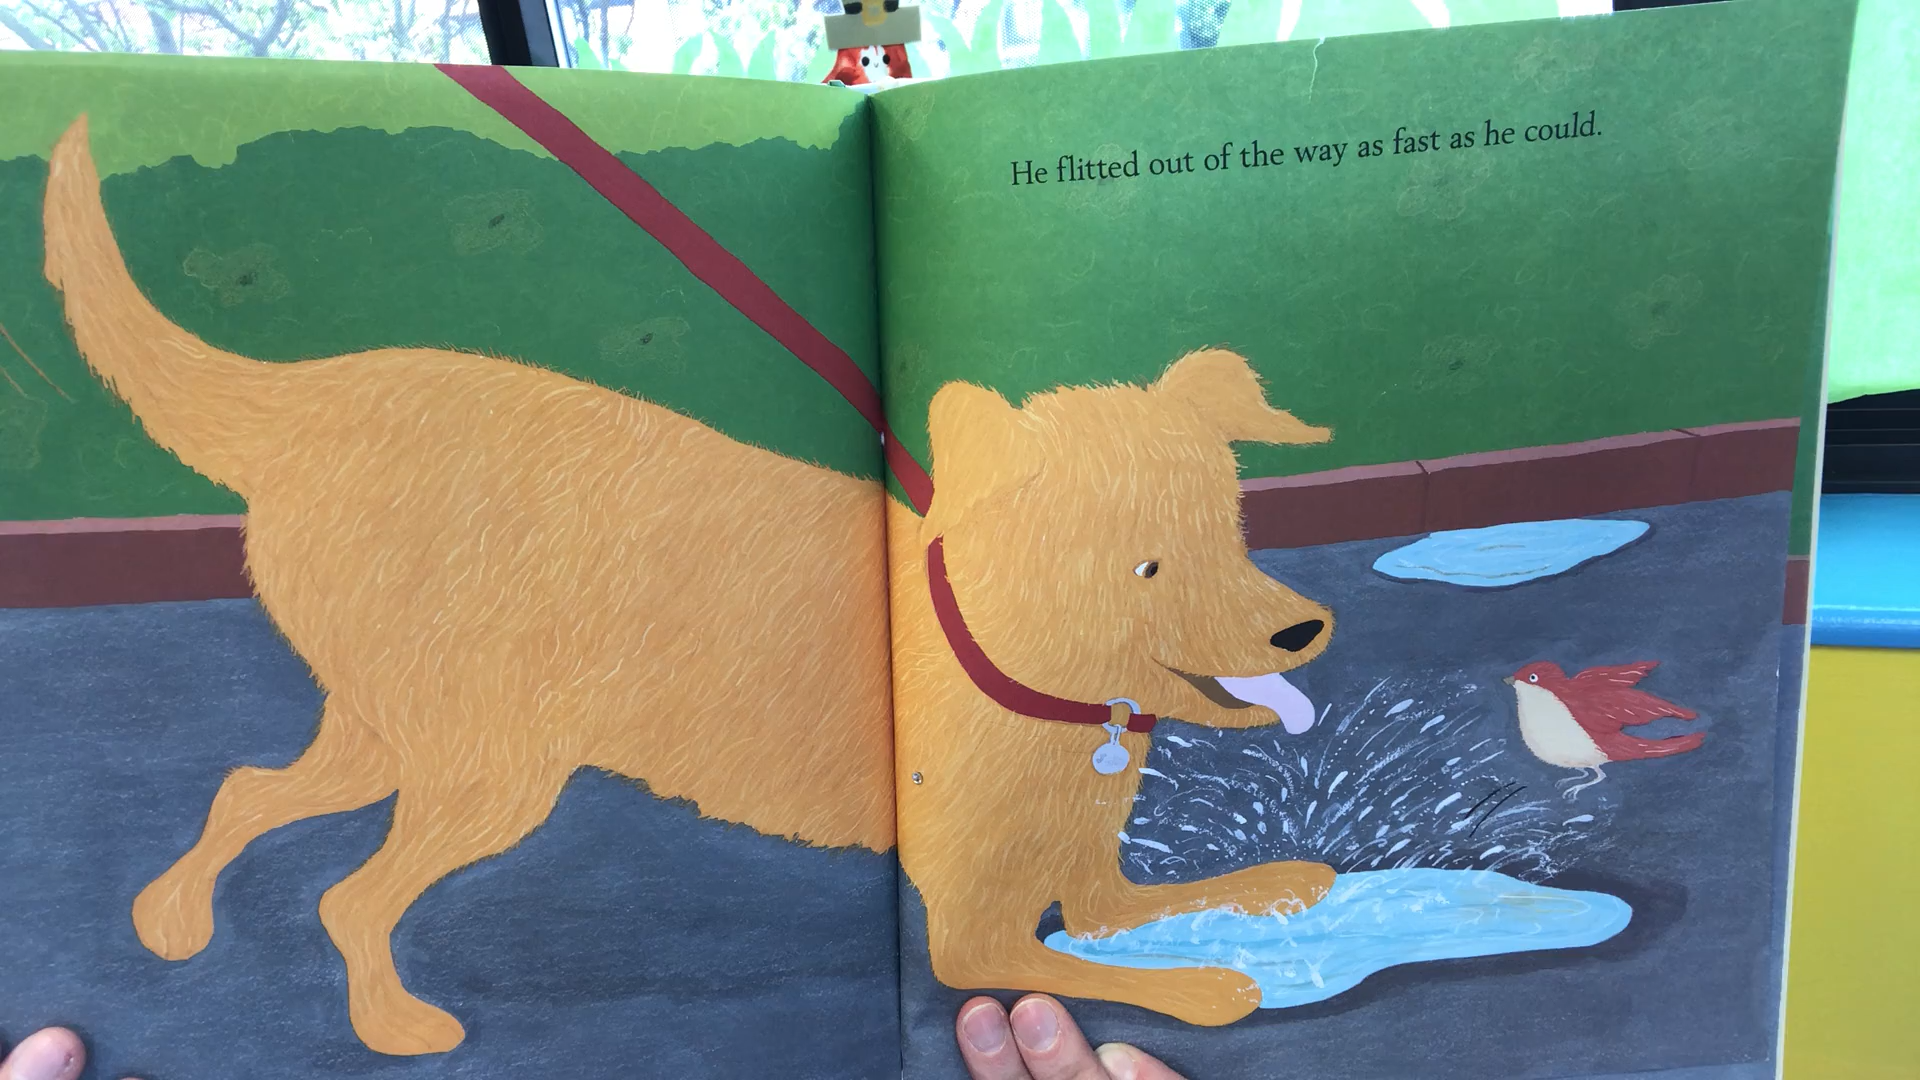 He flitted out of the way as fast as he could.